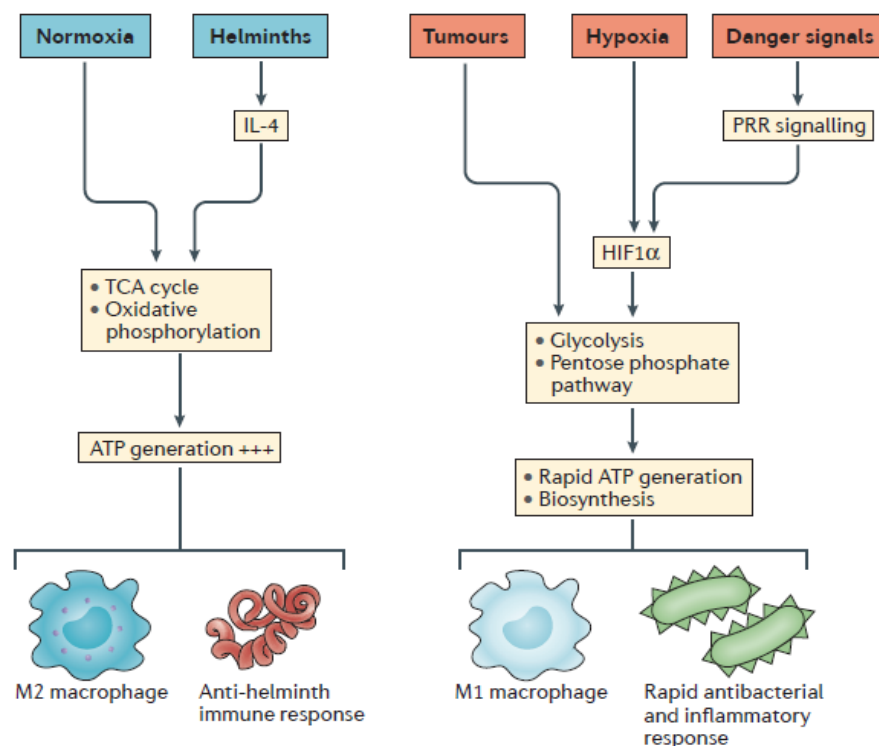 Normoxia
Helminths
Tumours
Hypoxia
Danger signals
IL-4
PRR signalling
HIF1α
• TCA cycle
• Oxidative
phosphorylation
• Glycolysis
• Pentose phosphate
pathway
ATP generation +++
• Rapid ATP generation
• Biosynthesis
M2 macrophage
Anti-helminth
immune response
M1 macrophage
Rapid antibacterial
and inflammatory
response